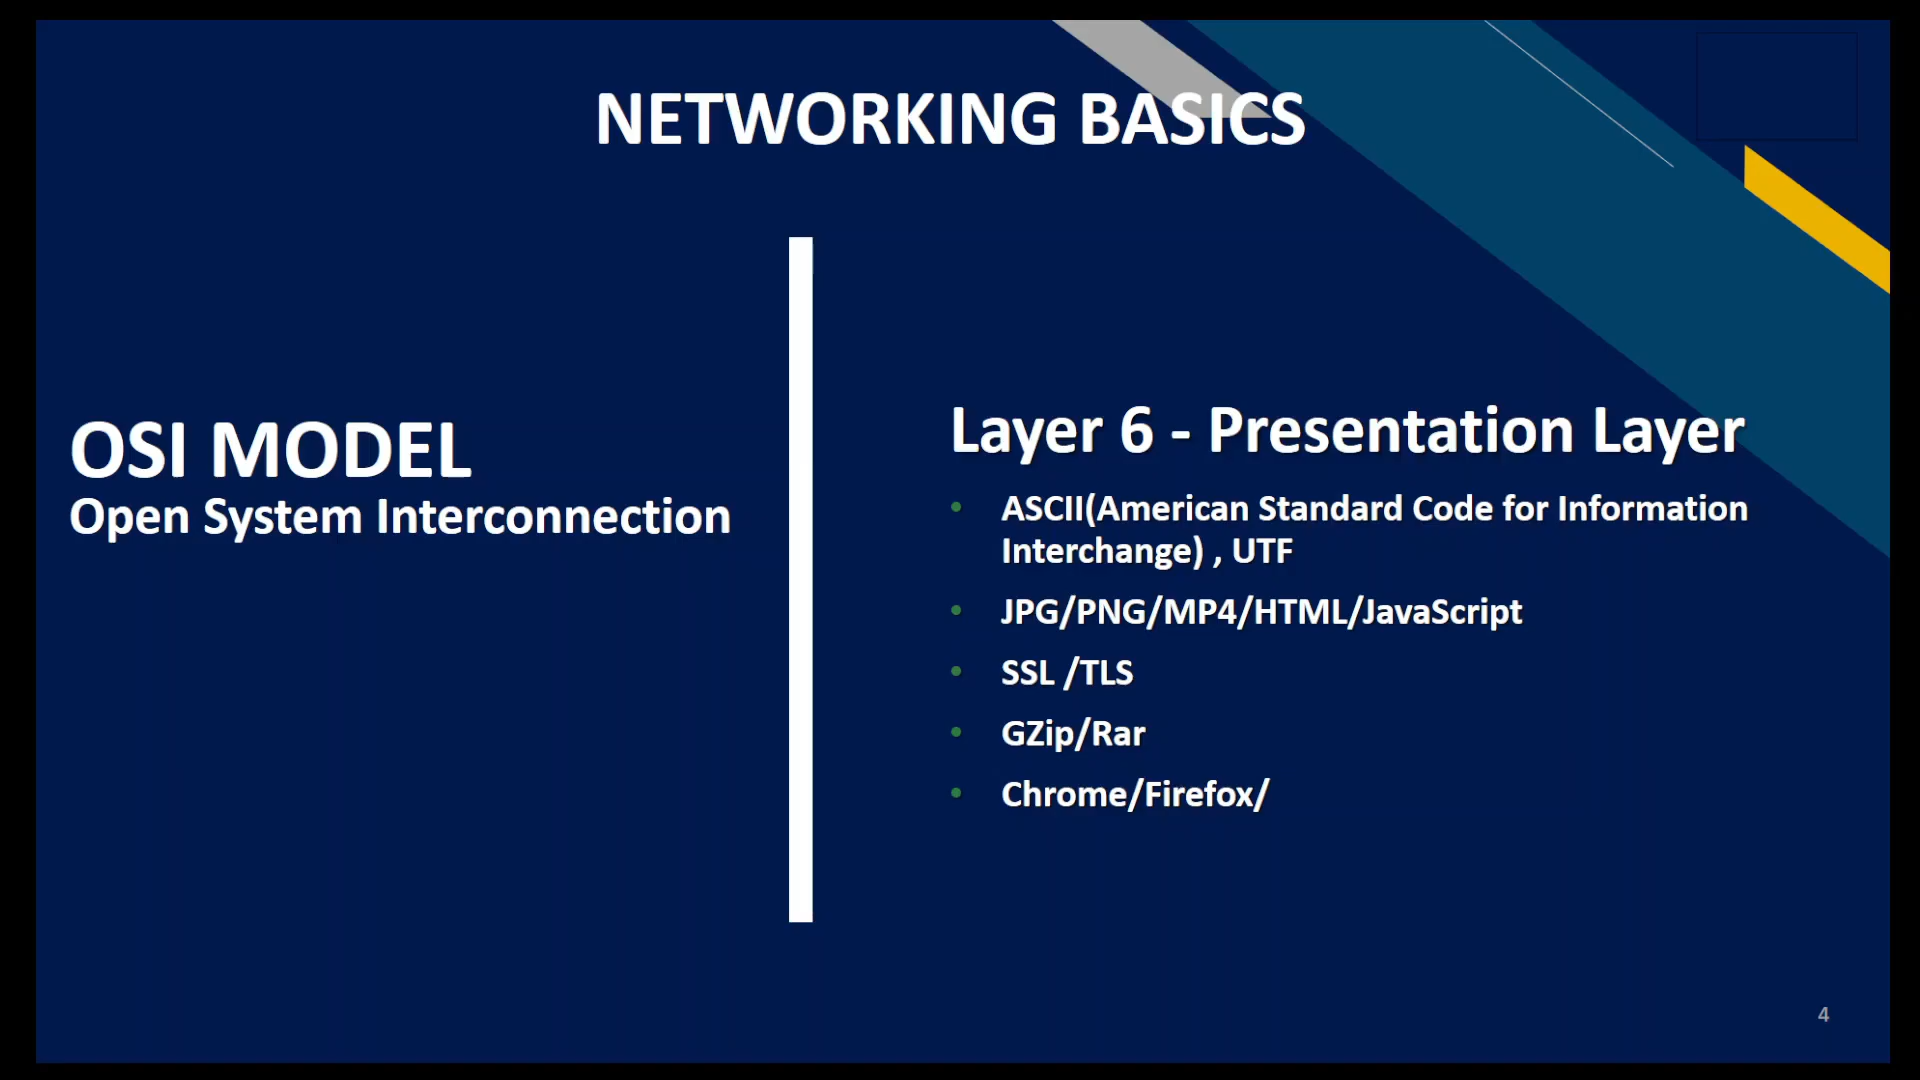 NETWORKING BASICS
OSI MODEL
Open System Interconnection
Layer 6 - Presentation Layer
• ASCII(American Standard Code for Information
Interchange) , UTF
• JPG/PNG/MP4/HTML/JavaScript
• SSL /TLS
• GZip/Rar
• Chrome/Firefox/
4